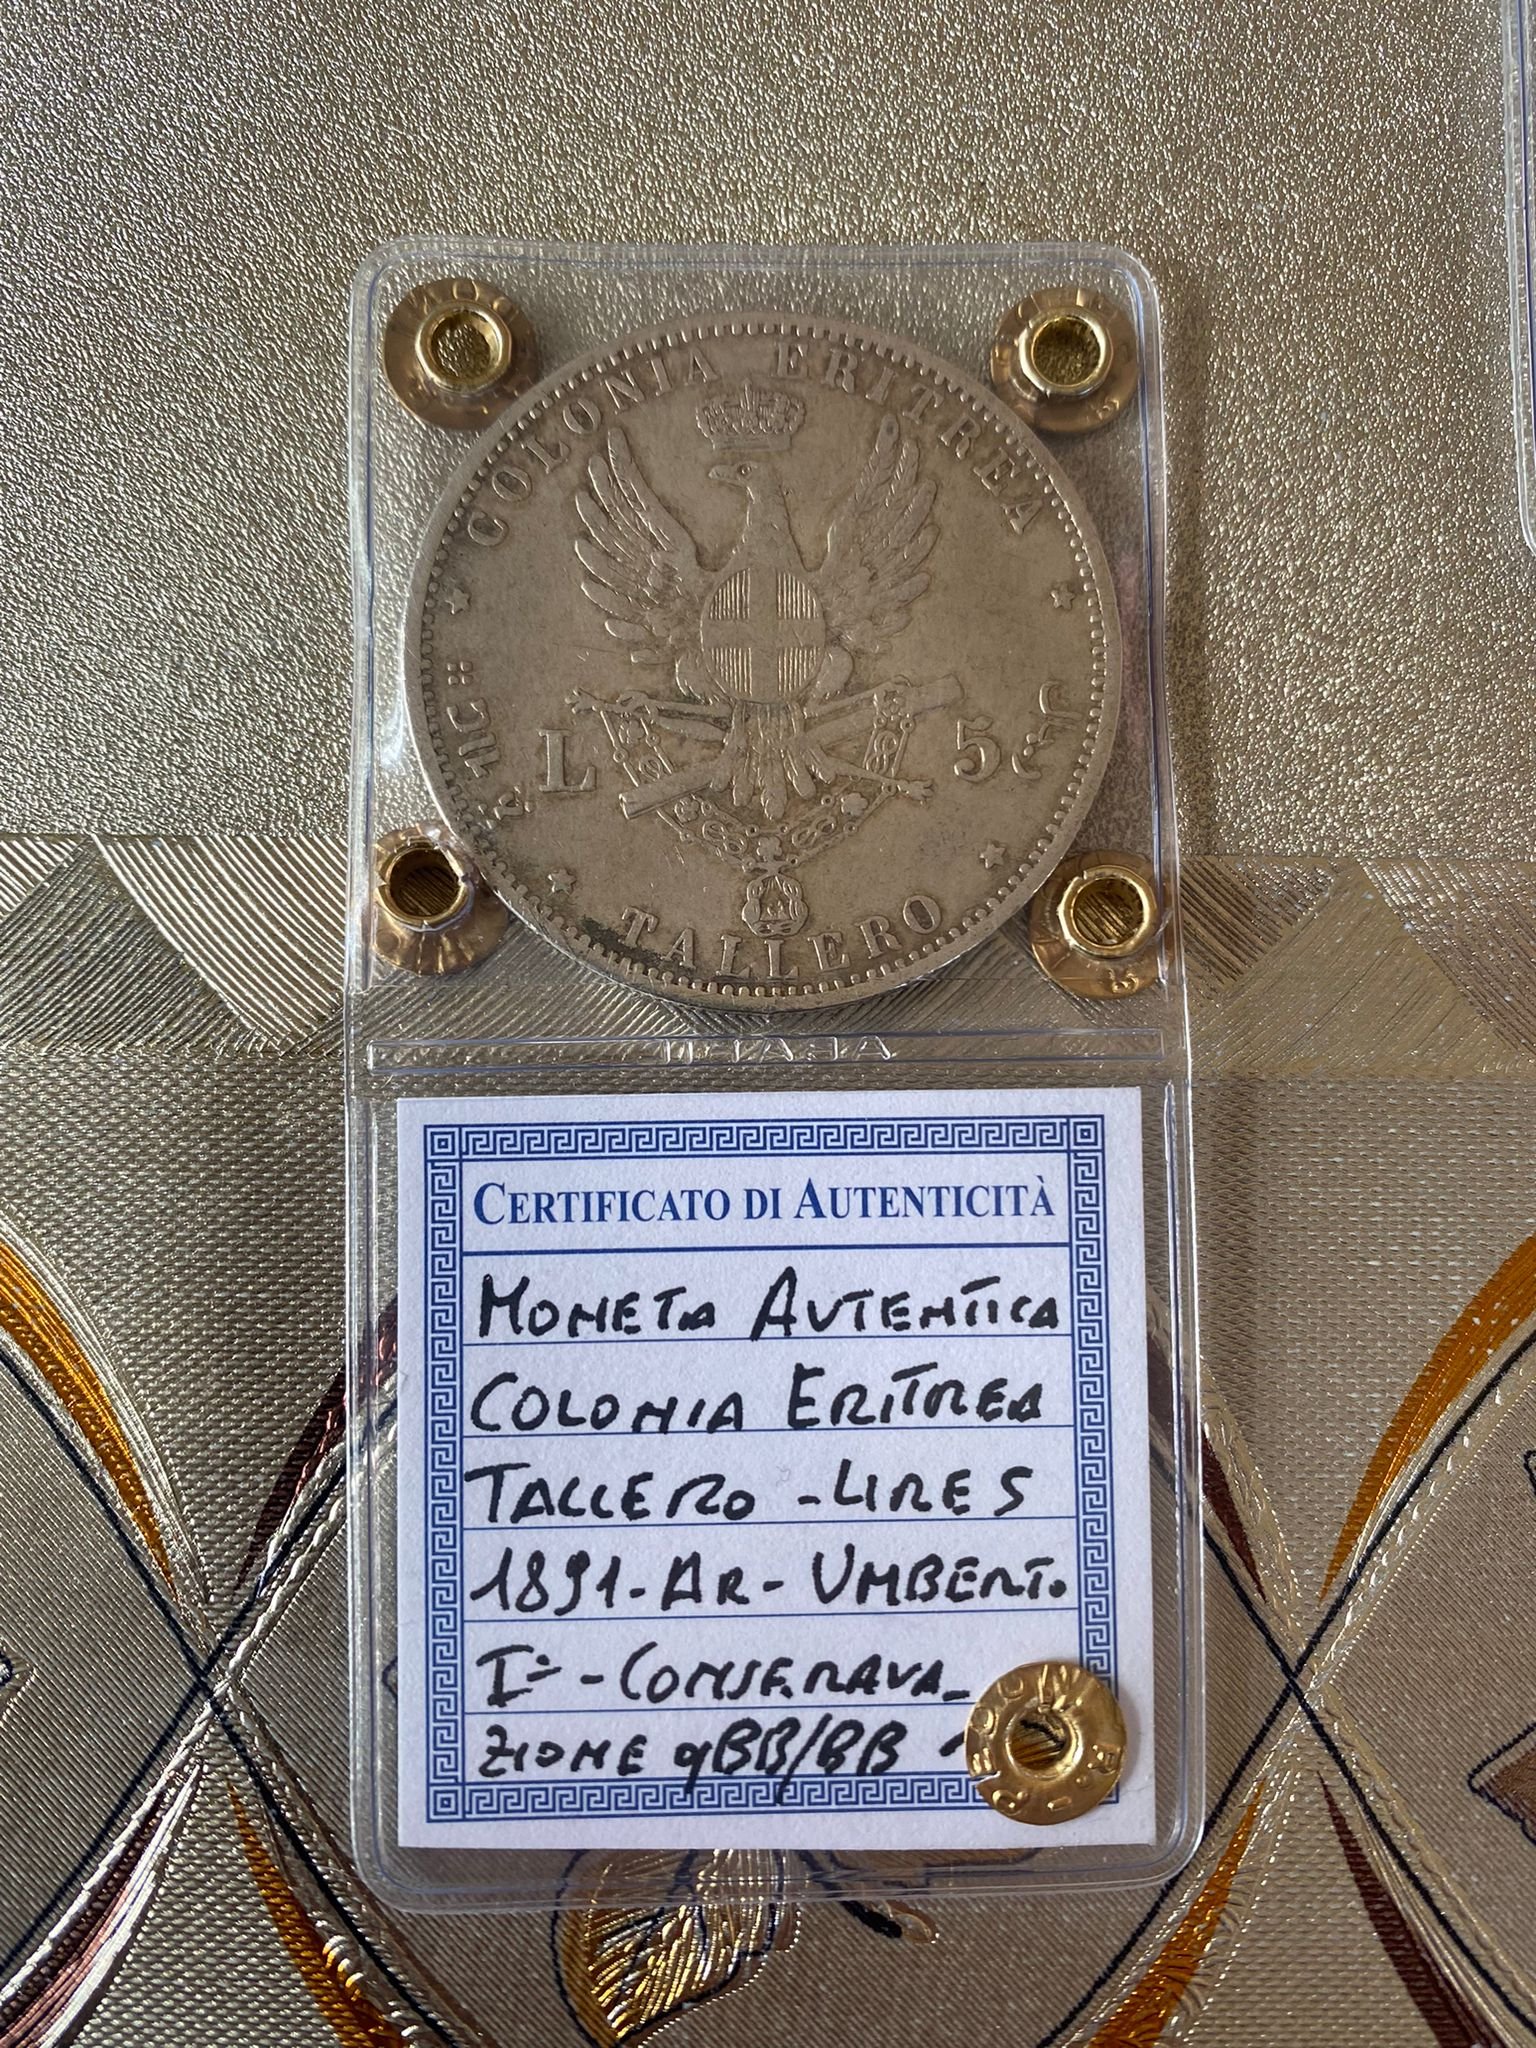 COLONIA ERITREA
L. 5
TALLERO
CERTIFICATO DI AUTENTICITÀ
MONETA AUTENTICA
COLONIA ERITREA
TALLERO - LIRE 5
1891 - AR - UMBERTO
I° - CONSERAVA_
ZIONE qBB/BB